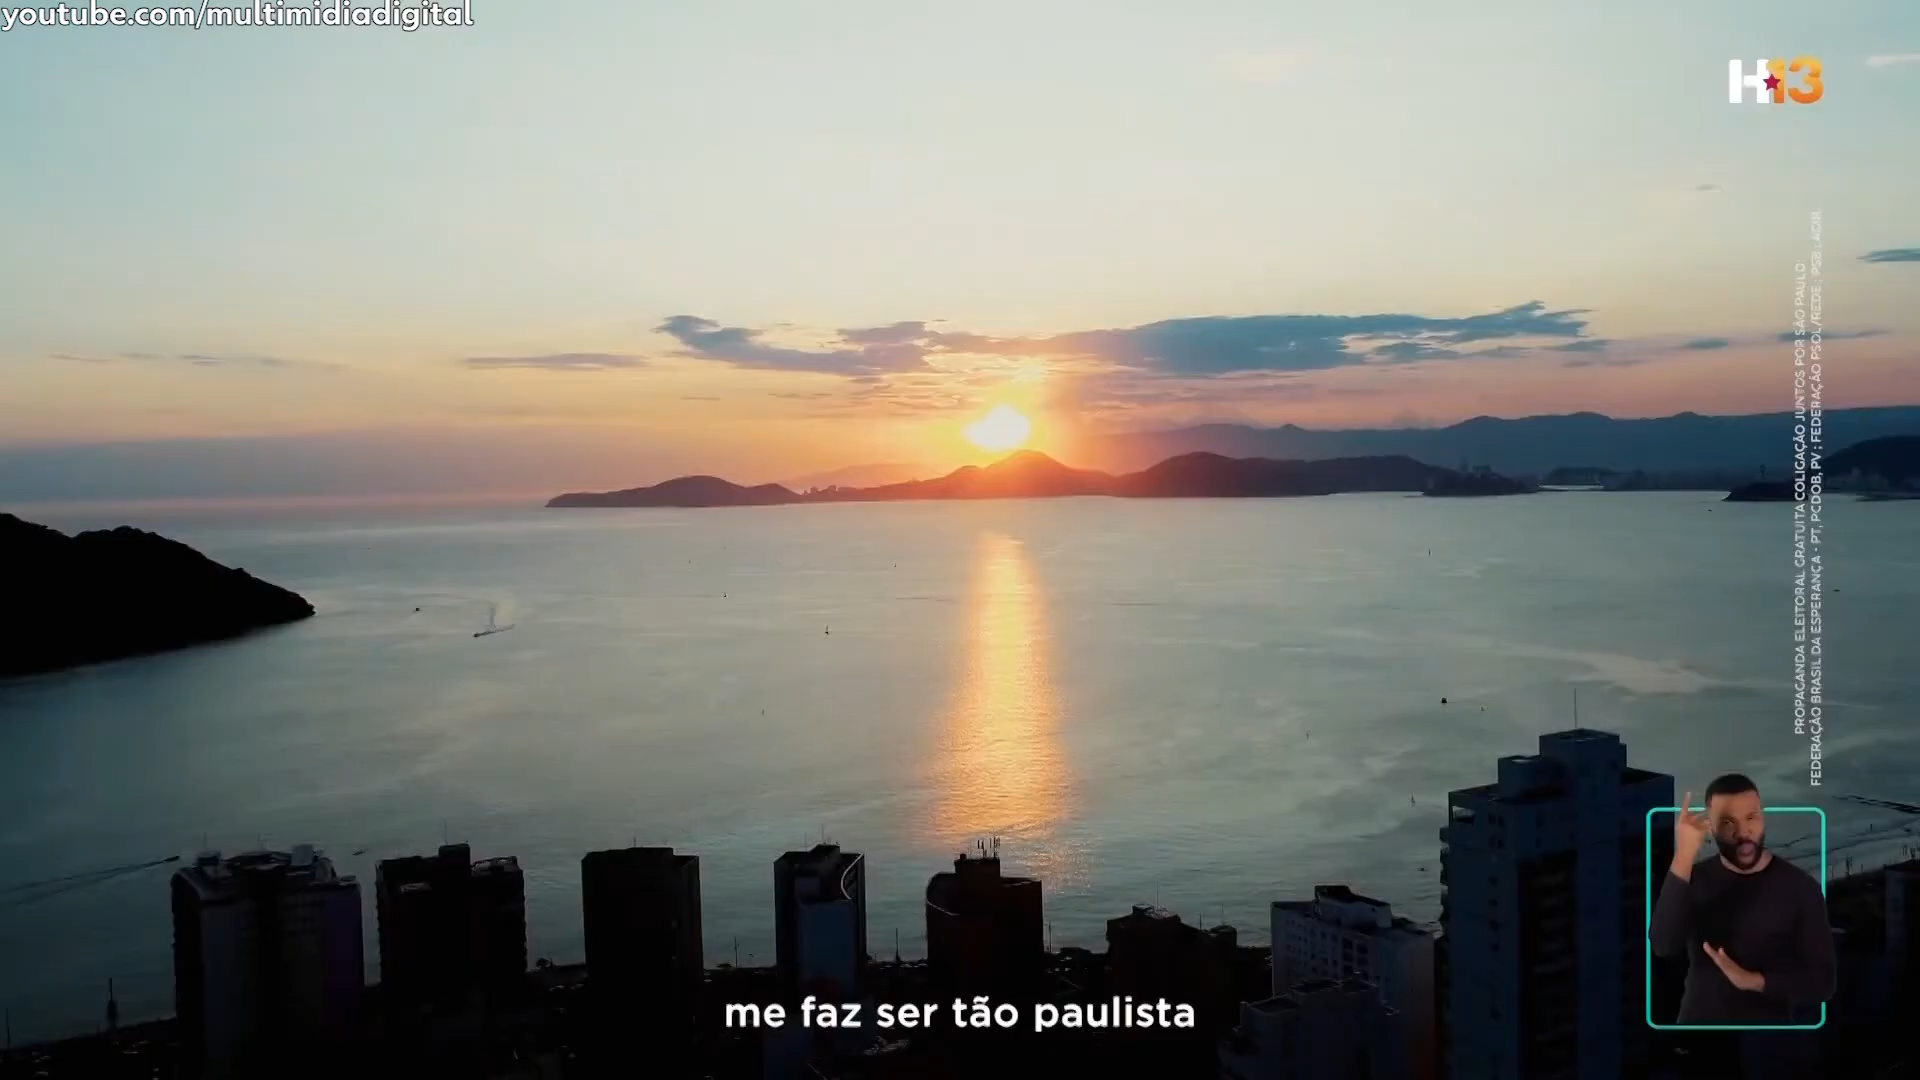 youtube.com/multimidiadigital
H13
PROPAGANDA ELEITORAL GRATUITA COLIGAÇÃO JUNTOS POR SÃO PAULO:
FEDERAÇÃO BRASIL DA ESPERANÇA - PT, PCDOB, PV ; FEDERAÇÃO PSOL/REDE ; PSB ; AGIR.
me faz ser tão paulista